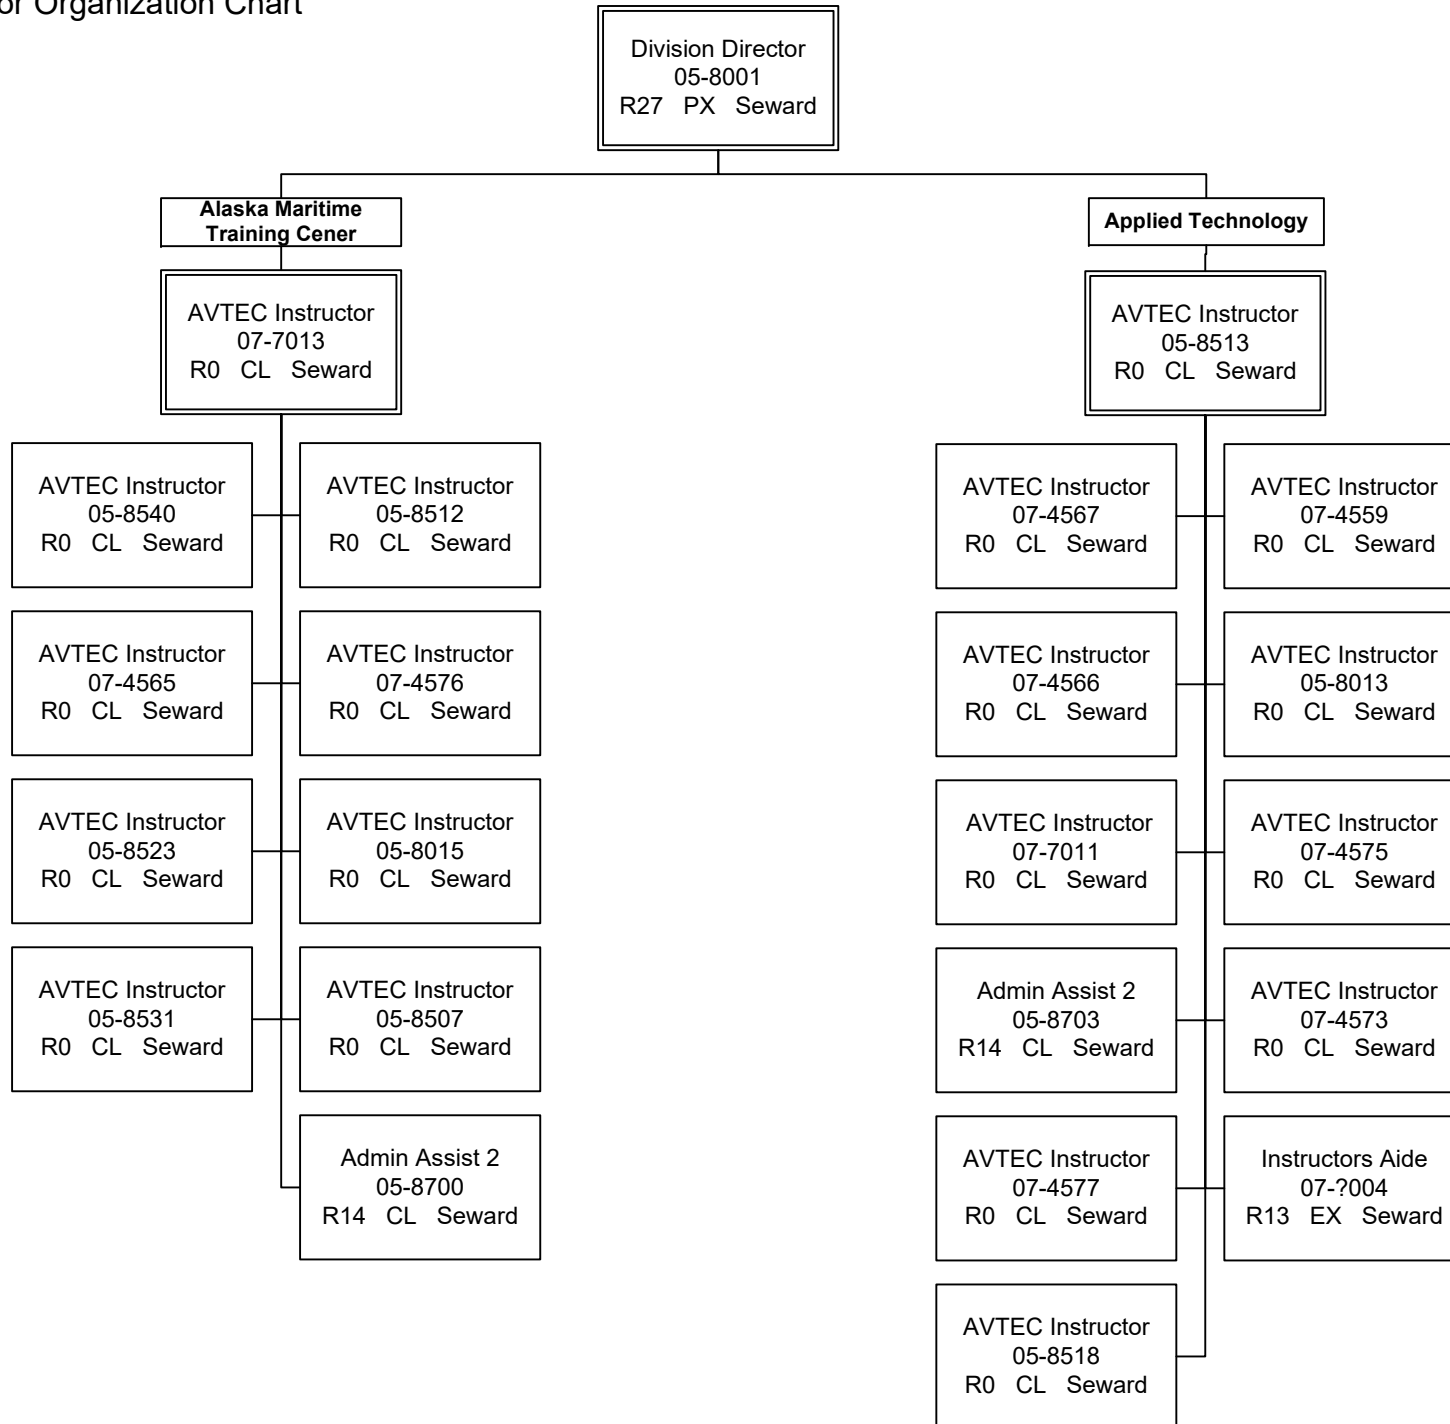 or Organization Chart
Division Director
05-8001
R27 PX Seward
Alaska Maritime
Training Cener
Applied Technology
AVTEC Instructor
07-7013
R0 CL Seward
AVTEC Instructor
05-8513
R0 CL Seward
AVTEC Instructor
05-8540
R0 CL Seward
AVTEC Instructor
05-8512
R0 CL Seward
AVTEC Instructor
07-4567
R0 CL Seward
AVTEC Instructor
07-4559
R0 CL Seward
AVTEC Instructor
07-4565
R0 CL Seward
AVTEC Instructor
07-4576
R0 CL Seward
AVTEC Instructor
07-4566
R0 CL Seward
AVTEC Instructor
05-8013
R0 CL Seward
AVTEC Instructor
05-8523
R0 CL Seward
AVTEC Instructor
05-8015
R0 CL Seward
AVTEC Instructor
07-7011
R0 CL Seward
AVTEC Instructor
07-4575
R0 CL Seward
AVTEC Instructor
05-8531
R0 CL Seward
AVTEC Instructor
05-8507
R0 CL Seward
Admin Assist 2
05-8703
R14 CL Seward
AVTEC Instructor
07-4573
R0 CL Seward
Admin Assist 2
05-8700
R14 CL Seward
AVTEC Instructor
07-4577
R0 CL Seward
Instructors Aide
07-?004
R13 EX Seward
AVTEC Instructor
05-8518
R0 CL Seward